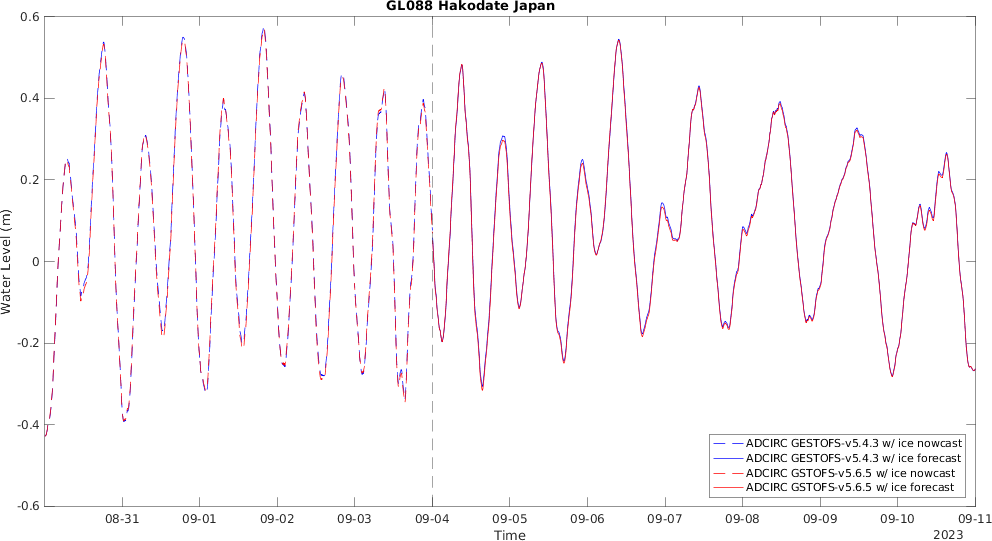 GL088 Hakodate Japan
Water Level (m)
0.6
0.4
0.2
0
-0.2
-0.4
-0.6
ADCIRC GESTOFS-v5.4.3 w/ ice nowcast
ADCIRC GESTOFS-v5.4.3 w/ ice forecast
ADCIRC GSTOFS-v5.6.5 w/ ice nowcast
ADCIRC GSTOFS-v5.6.5 w/ ice forecast
08-31 09-01 09-02 09-03 09-04 09-05 09-06 09-07 09-08 09-09 09-10 09-11
Time
2023